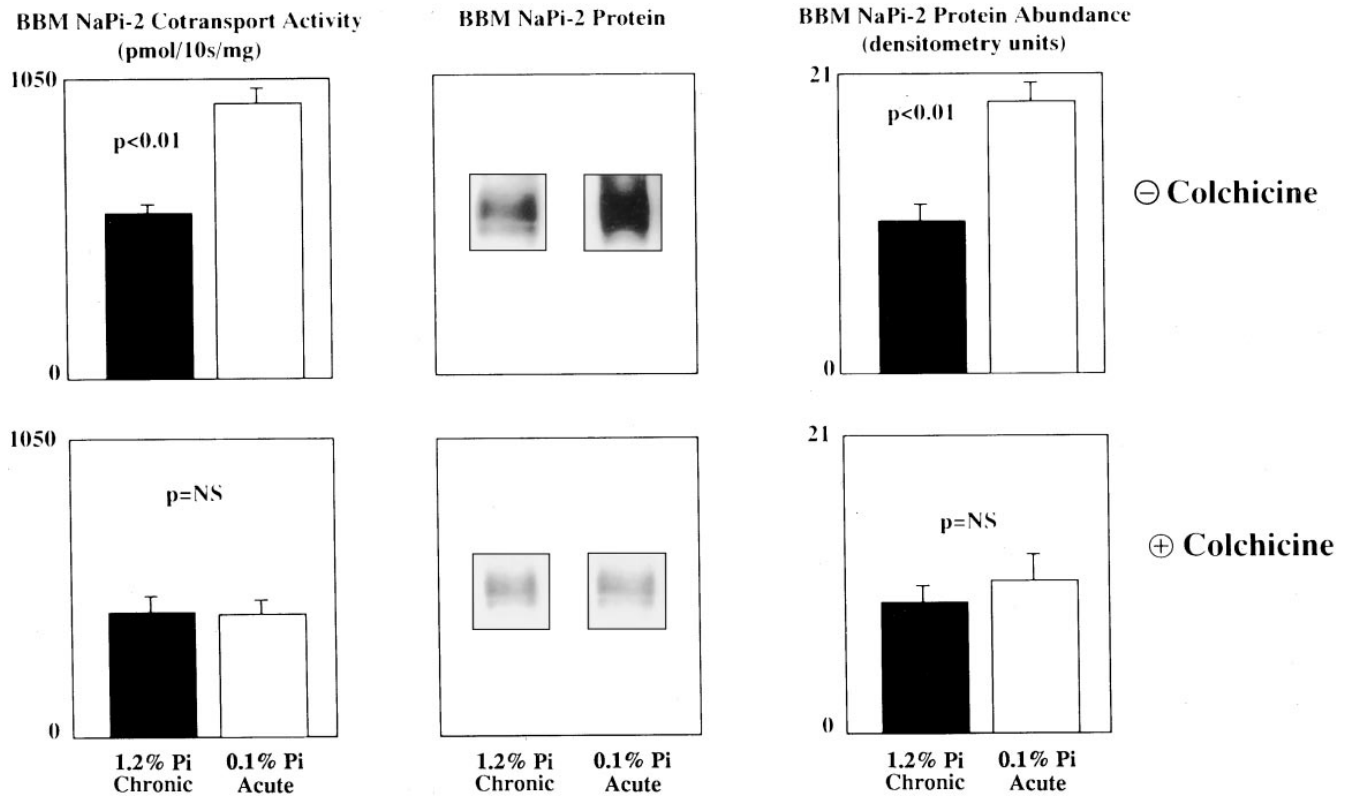 BBM NaPi-2 Cotransport Activity
(pmol/10s/mg)
BBM NaPi-2 Protein
BBM NaPi-2 Protein Abundance
(densitometry units)
1050
p<0.01
0
21
p<0.01
0
⊖ Colchicine
1050
p=NS
0
21
p=NS
0
⊕ Colchicine
1.2% Pi
Chronic
0.1% Pi
Acute
1.2% Pi
Chronic
0.1% Pi
Acute
1.2% Pi
Chronic
0.1% Pi
Acute